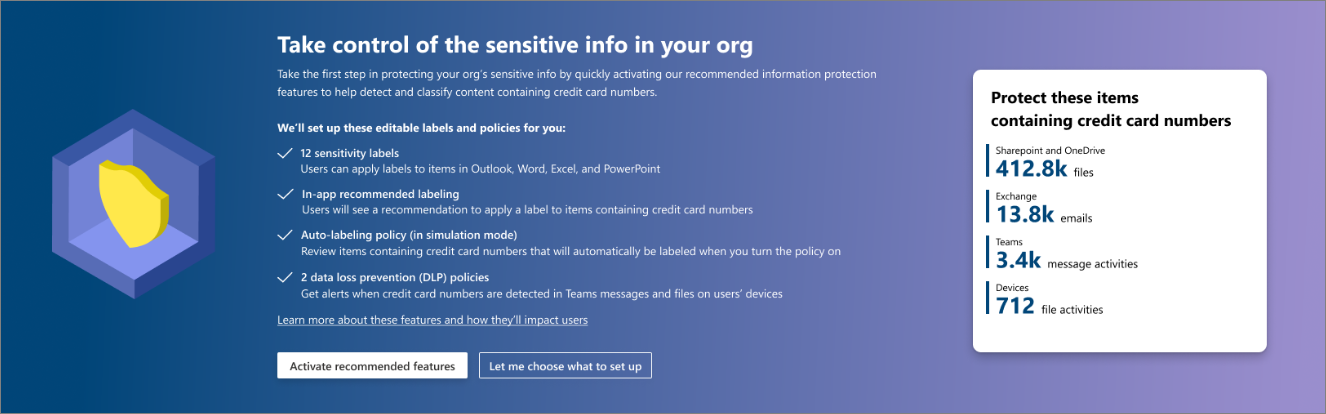 Take control of the sensitive info in your org
Take the first step in protecting your org's sensitive info by quickly activating our recommended information protection
features to help detect and classify content containing credit card numbers.
We'll set up these editable labels and policies for you:
12 sensitivity labels
Users can apply labels to items in Outlook, Word, Excel, and PowerPoint
In-app recommended labeling
Users will see a recommendation to apply a label to items containing credit card numbers
Auto-labeling policy (in simulation mode)
Review items containing credit card numbers that will automatically be labeled when you turn the policy on
2 data loss prevention (DLP) policies
Get alerts when credit card numbers are detected in Teams messages and files on users' devices
Learn more about these features and how they'll impact users
Activate recommended features
Let me choose what to set up
Protect these items
containing credit card numbers
Sharepoint and OneDrive
412.8k files
Exchange
13.8k emails
Teams
3.4k message activities
Devices
712 file activities